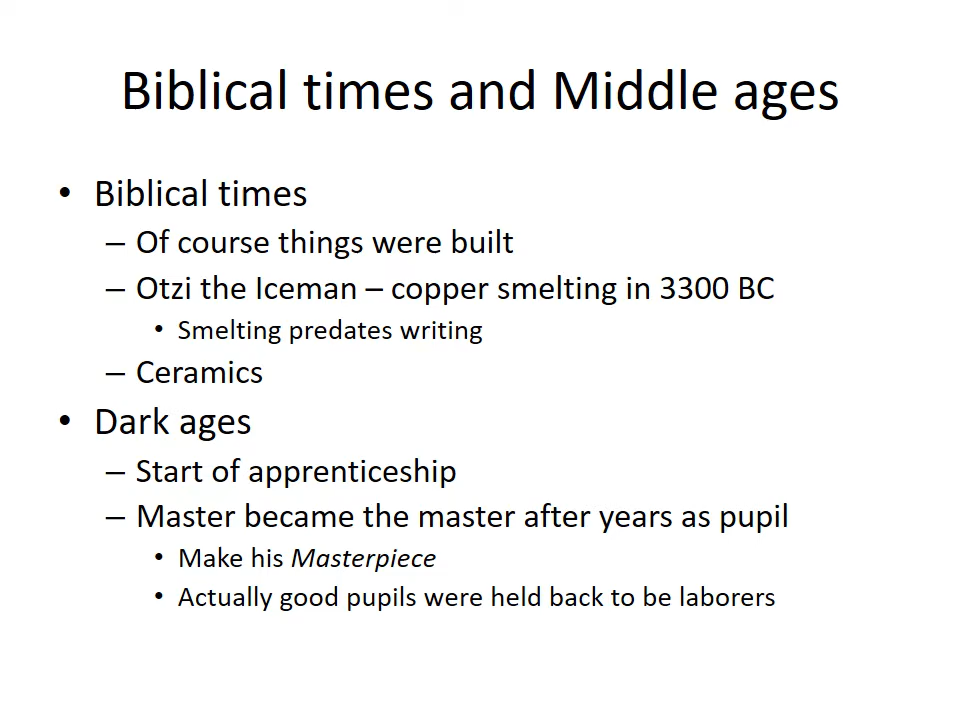 Biblical times and Middle ages
• Biblical times
– Of course things were built
– Otzi the Iceman – copper smelting in 3300 BC
• Smelting predates writing
– Ceramics
• Dark ages
– Start of apprenticeship
– Master became the master after years as pupil
• Make his Masterpiece
• Actually good pupils were held back to be laborers